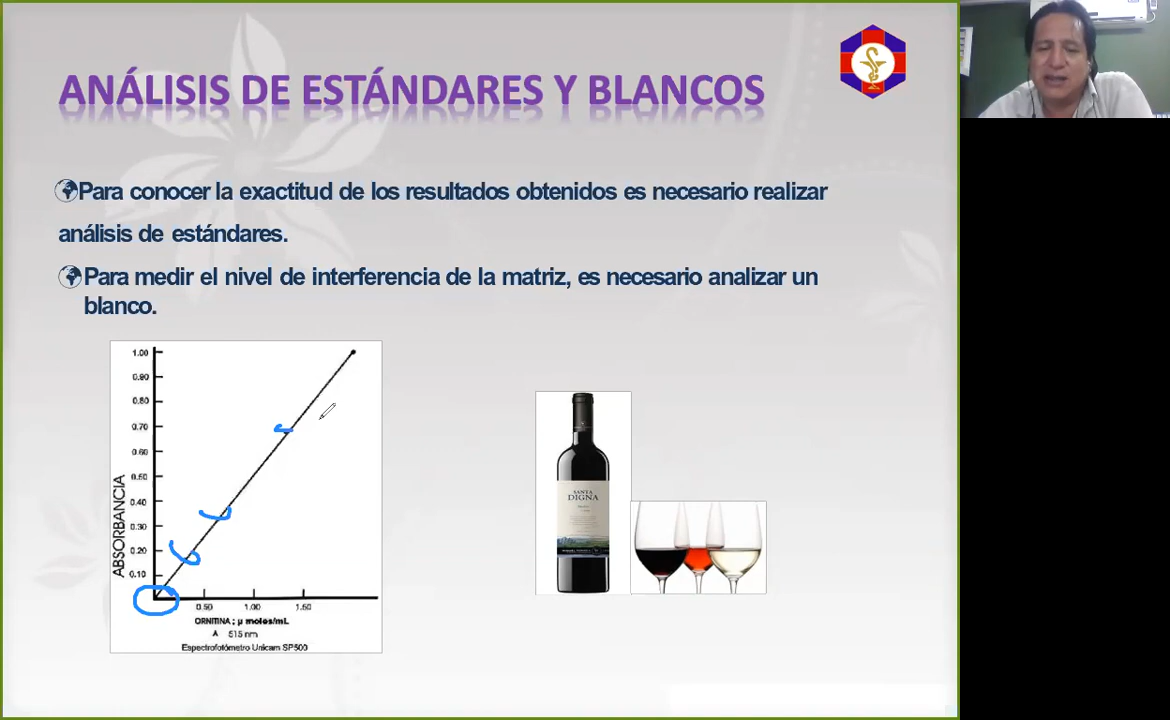 ANÁLISIS DE ESTÁNDARES Y BLANCOS
Para conocer la exactitud de los resultados obtenidos es necesario realizar
análisis de estándares.
Para medir el nivel de interferencia de la matriz, es necesario analizar un
blanco.
1.00
0.90
0.80
0.70
0.60
0.50
0.40
0.30
0.20
0.10
ABSORBANCIA
0.50 1.00 1.50
ORNITINA ; µ moles/mL
A 515 nm
Espectrofotómetro Unicam SP500
SANTA
DIGNA